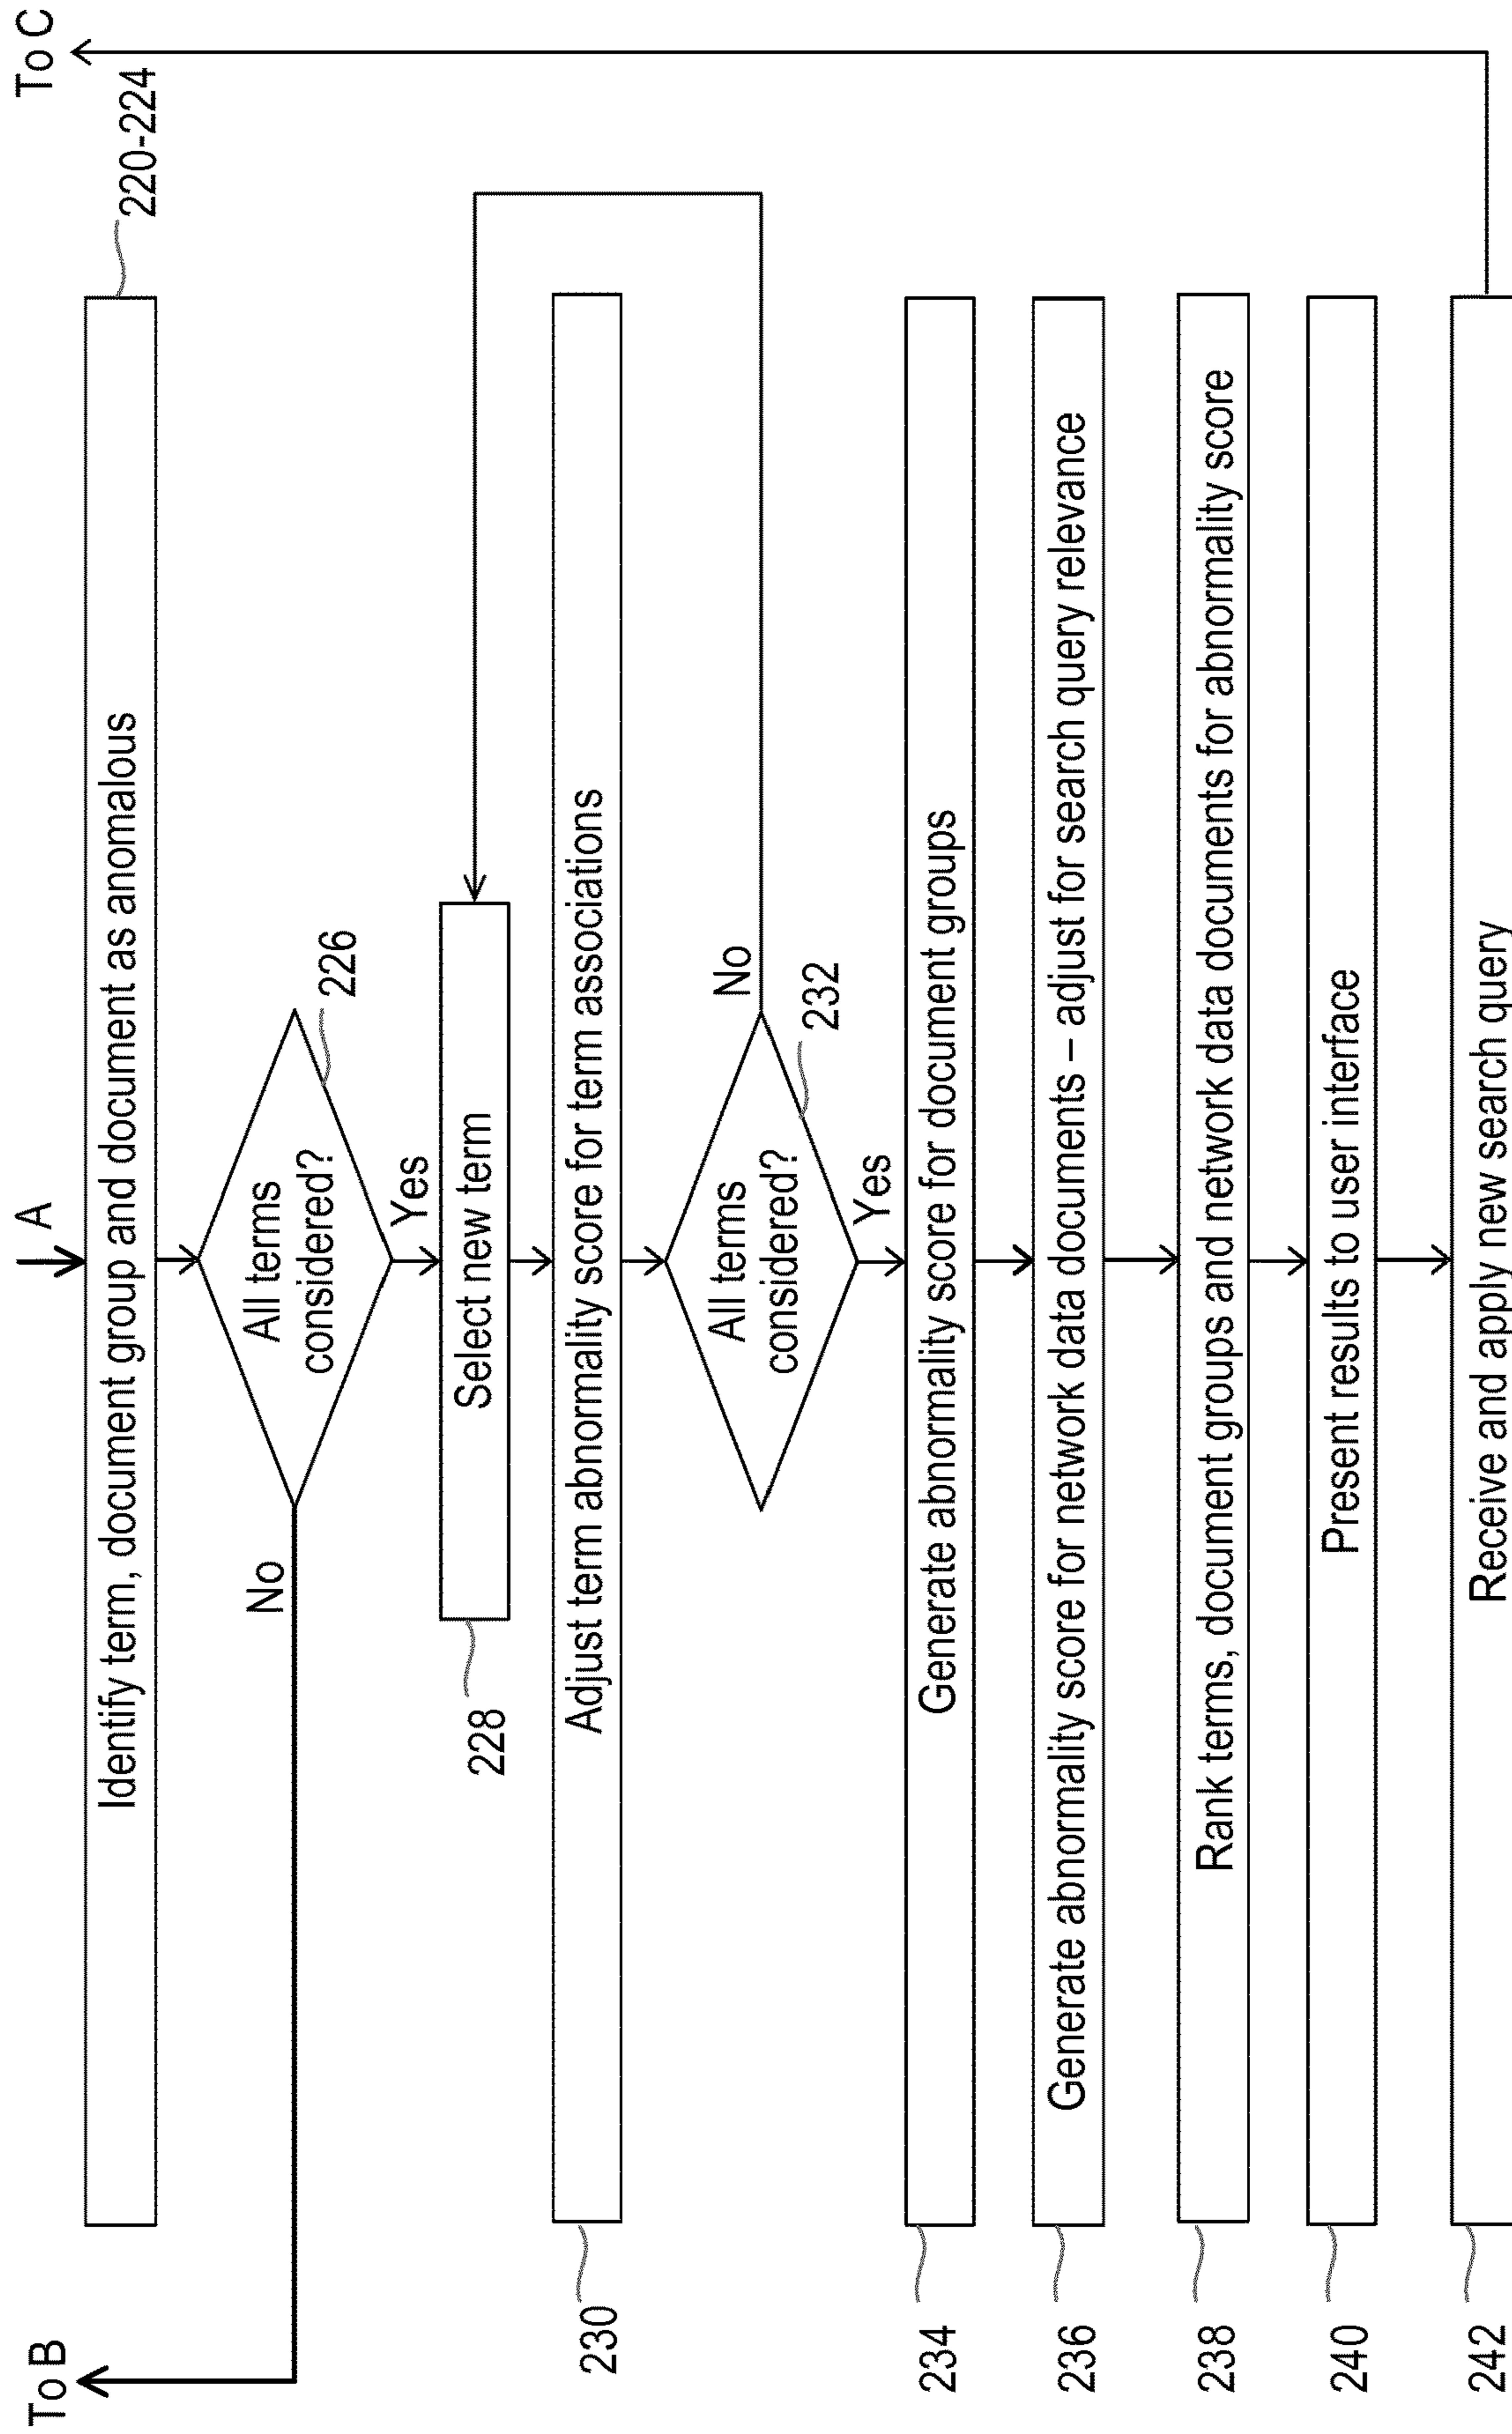 A
To B
To C
Identify term, document group and document as anomalous
220-224
All terms
considered?
226
No
Yes
Select new term
228
Adjust term abnormality score for term associations
230
All terms
considered?
232
No
Yes
Generate abnormality score for document groups
234
Generate abnormality score for network data documents – adjust for search query relevance
236
Rank terms, document groups and network data documents for abnormality score
238
Present results to user interface
240
Receive and apply new search query
242